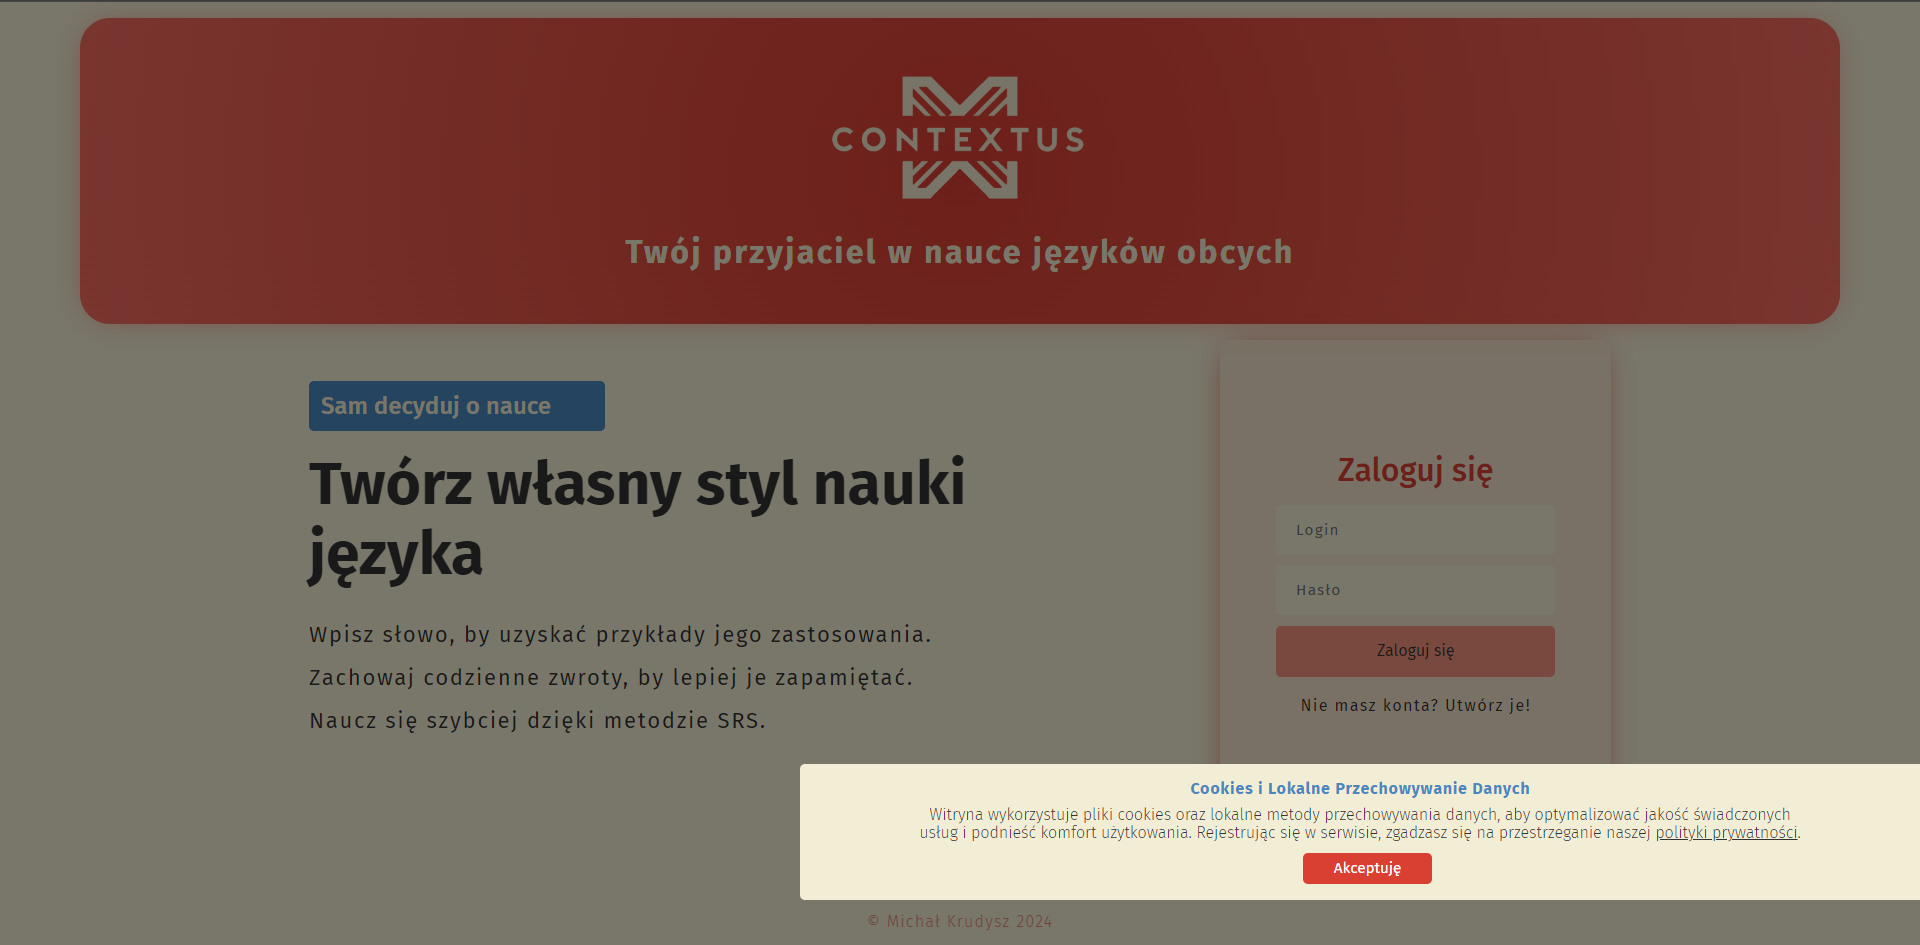 CONTEXTUS
Twój przyjaciel w nauce języków obcych
Sam decyduj o nauce
Twórz własny styl nauki
języka
Wpisz słowo, by uzyskać przykłady jego zastosowania.
Zachowaj codzienne zwroty, by lepiej je zapamiętać.
Naucz się szybciej dzięki metodzie SRS.
Zaloguj się
Login
Hasło
Zaloguj się
Nie masz konta? Utwórz je!
Cookies i Lokalne Przechowywanie Danych
Witryna wykorzystuje pliki cookies oraz lokalne metody przechowywania danych, aby optymalizować jakość świadczonych
usług i podnieść komfort użytkowania. Rejestrując się w serwisie, zgadzasz się na przestrzeganie naszej polityki prywatności.
Akceptuję
© Michał Krudysz 2024